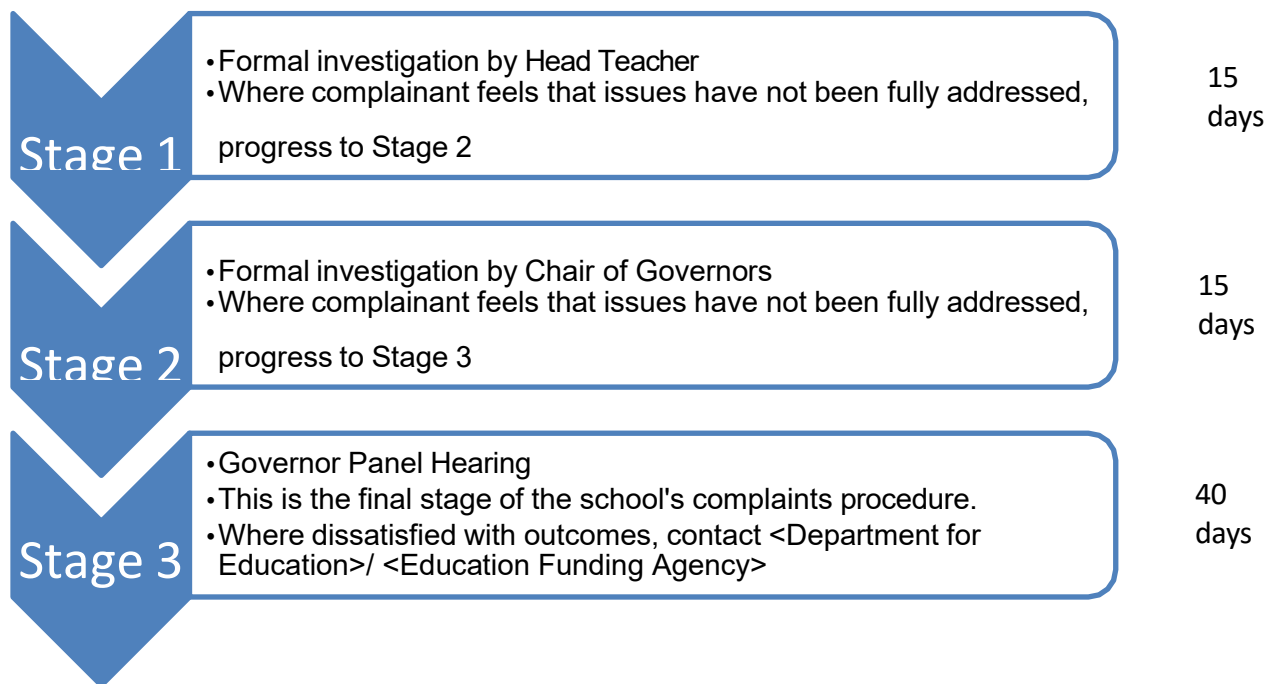 Stage 1
•Formal investigation by Head Teacher
•Where complainant feels that issues have not been fully addressed,
progress to Stage 2
15
days
Stage 2
•Formal investigation by Chair of Governors
•Where complainant feels that issues have not been fully addressed,
progress to Stage 3
15
days
Stage 3
•Governor Panel Hearing
•This is the final stage of the school's complaints procedure.
•Where dissatisfied with outcomes, contact <Department for
Education>/ <Education Funding Agency>
40
days